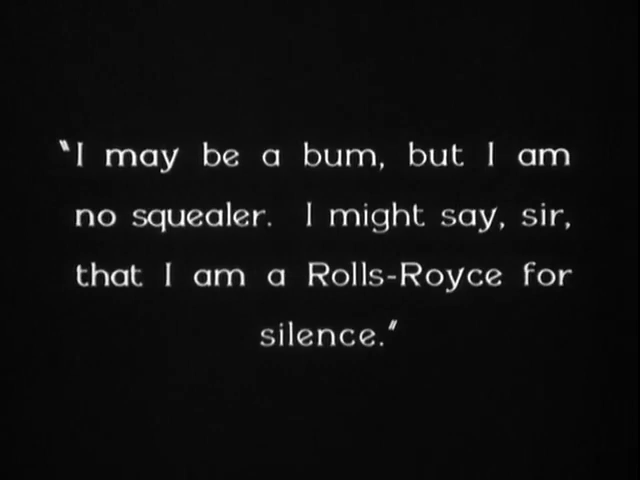 "I may be a bum, but I am
no squealer. I might say, sir,
that I am a Rolls-Royce for
silence."